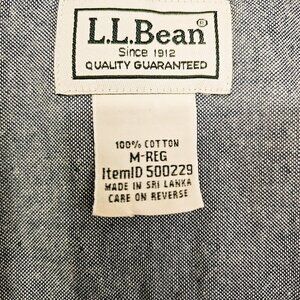 L.L.Bean®
Since 1912
QUALITY GUARANTEED
100% COTTON
M-REG
ItemID 500229
MADE IN SRI LANKA
CARE ON REVERSE